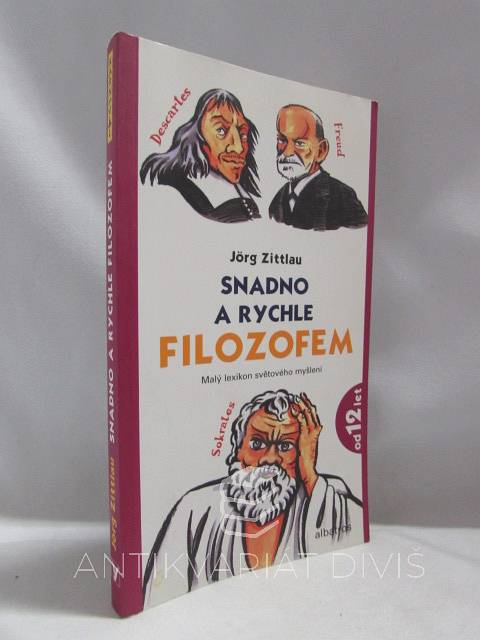 Descartes
Freud
Jörg Zittlau
SNADNO
A RYCHLE
FILOZOFEM
Malý lexikon světového myšlení
od 12 let
Sokrates
albatros
Jörg Zittlau SNADNO A RYCHLE FILOZOFEM
ANTIKVARIÁT DIVIŠ